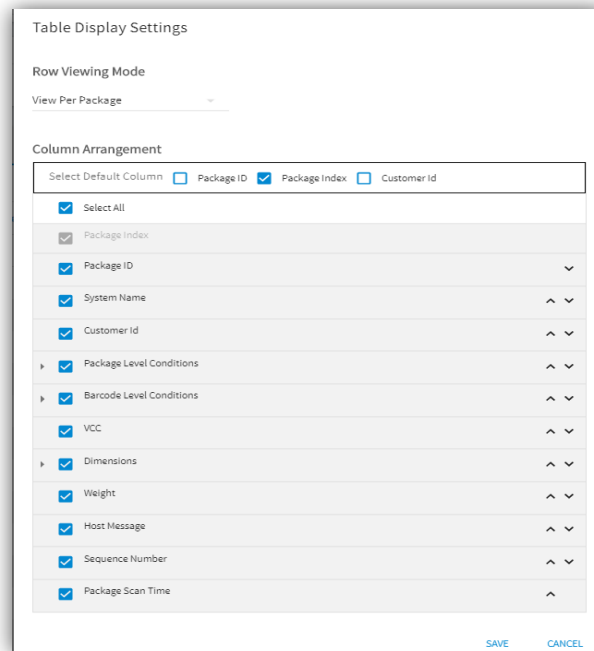 Table Display Settings
Row Viewing Mode
View Per Package
Column Arrangement
Select Default Column Package ID Package Index Customer Id
Select All
Package Index
Package ID
System Name
Customer Id
Package Level Conditions
Barcode Level Conditions
VCC
Dimensions
Weight
Host Message
Sequence Number
Package Scan Time
SAVE CANCEL